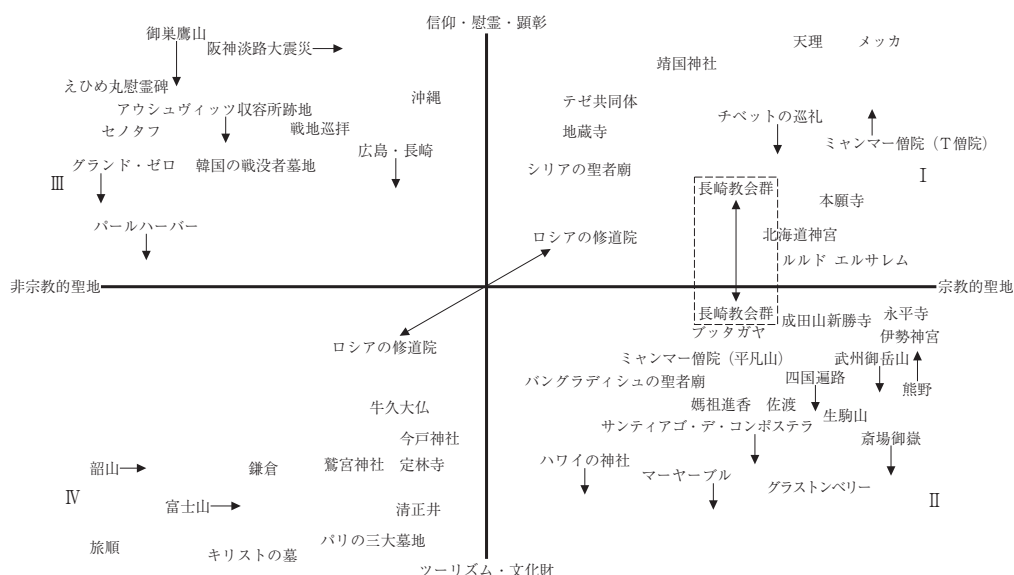 信仰・慰霊・顕彰
御巣鷹山
阪神淡路大震災
天理
メッカ
靖国神社
えひめ丸慰霊碑
沖縄
テゼ共同体
アウシュヴィッツ収容所跡地
チベットの巡礼
セノタフ
戦地巡拝
地蔵寺
ミャンマー僧院（T僧院）
広島・長崎
グランド・ゼロ
韓国の戦没者墓地
シリアの聖者廟
Ⅲ
Ⅰ
長崎教会群
本願寺
パールハーバー
ロシアの修道院
北海道神宮
ルルド
エルサレム
非宗教的聖地
宗教的聖地
長崎教会群
成田山新勝寺
永平寺
ブッタガヤ
伊勢神宮
ロシアの修道院
ミャンマー僧院（平凡山）
武州御岳山
バングラディシュの聖者廟
四国遍路
熊野
牛久大仏
媽祖進香
佐渡
生駒山
サンティアゴ・デ・コンポステラ
今戸神社
斎場御嶽
韶山
鎌倉
鷲宮神社
定林寺
ハワイの神社
マーヤーブル
グラストンベリー
Ⅳ
Ⅱ
富士山
清正井
旅順
キリストの墓
パリの三大墓地
ツーリズム・文化財